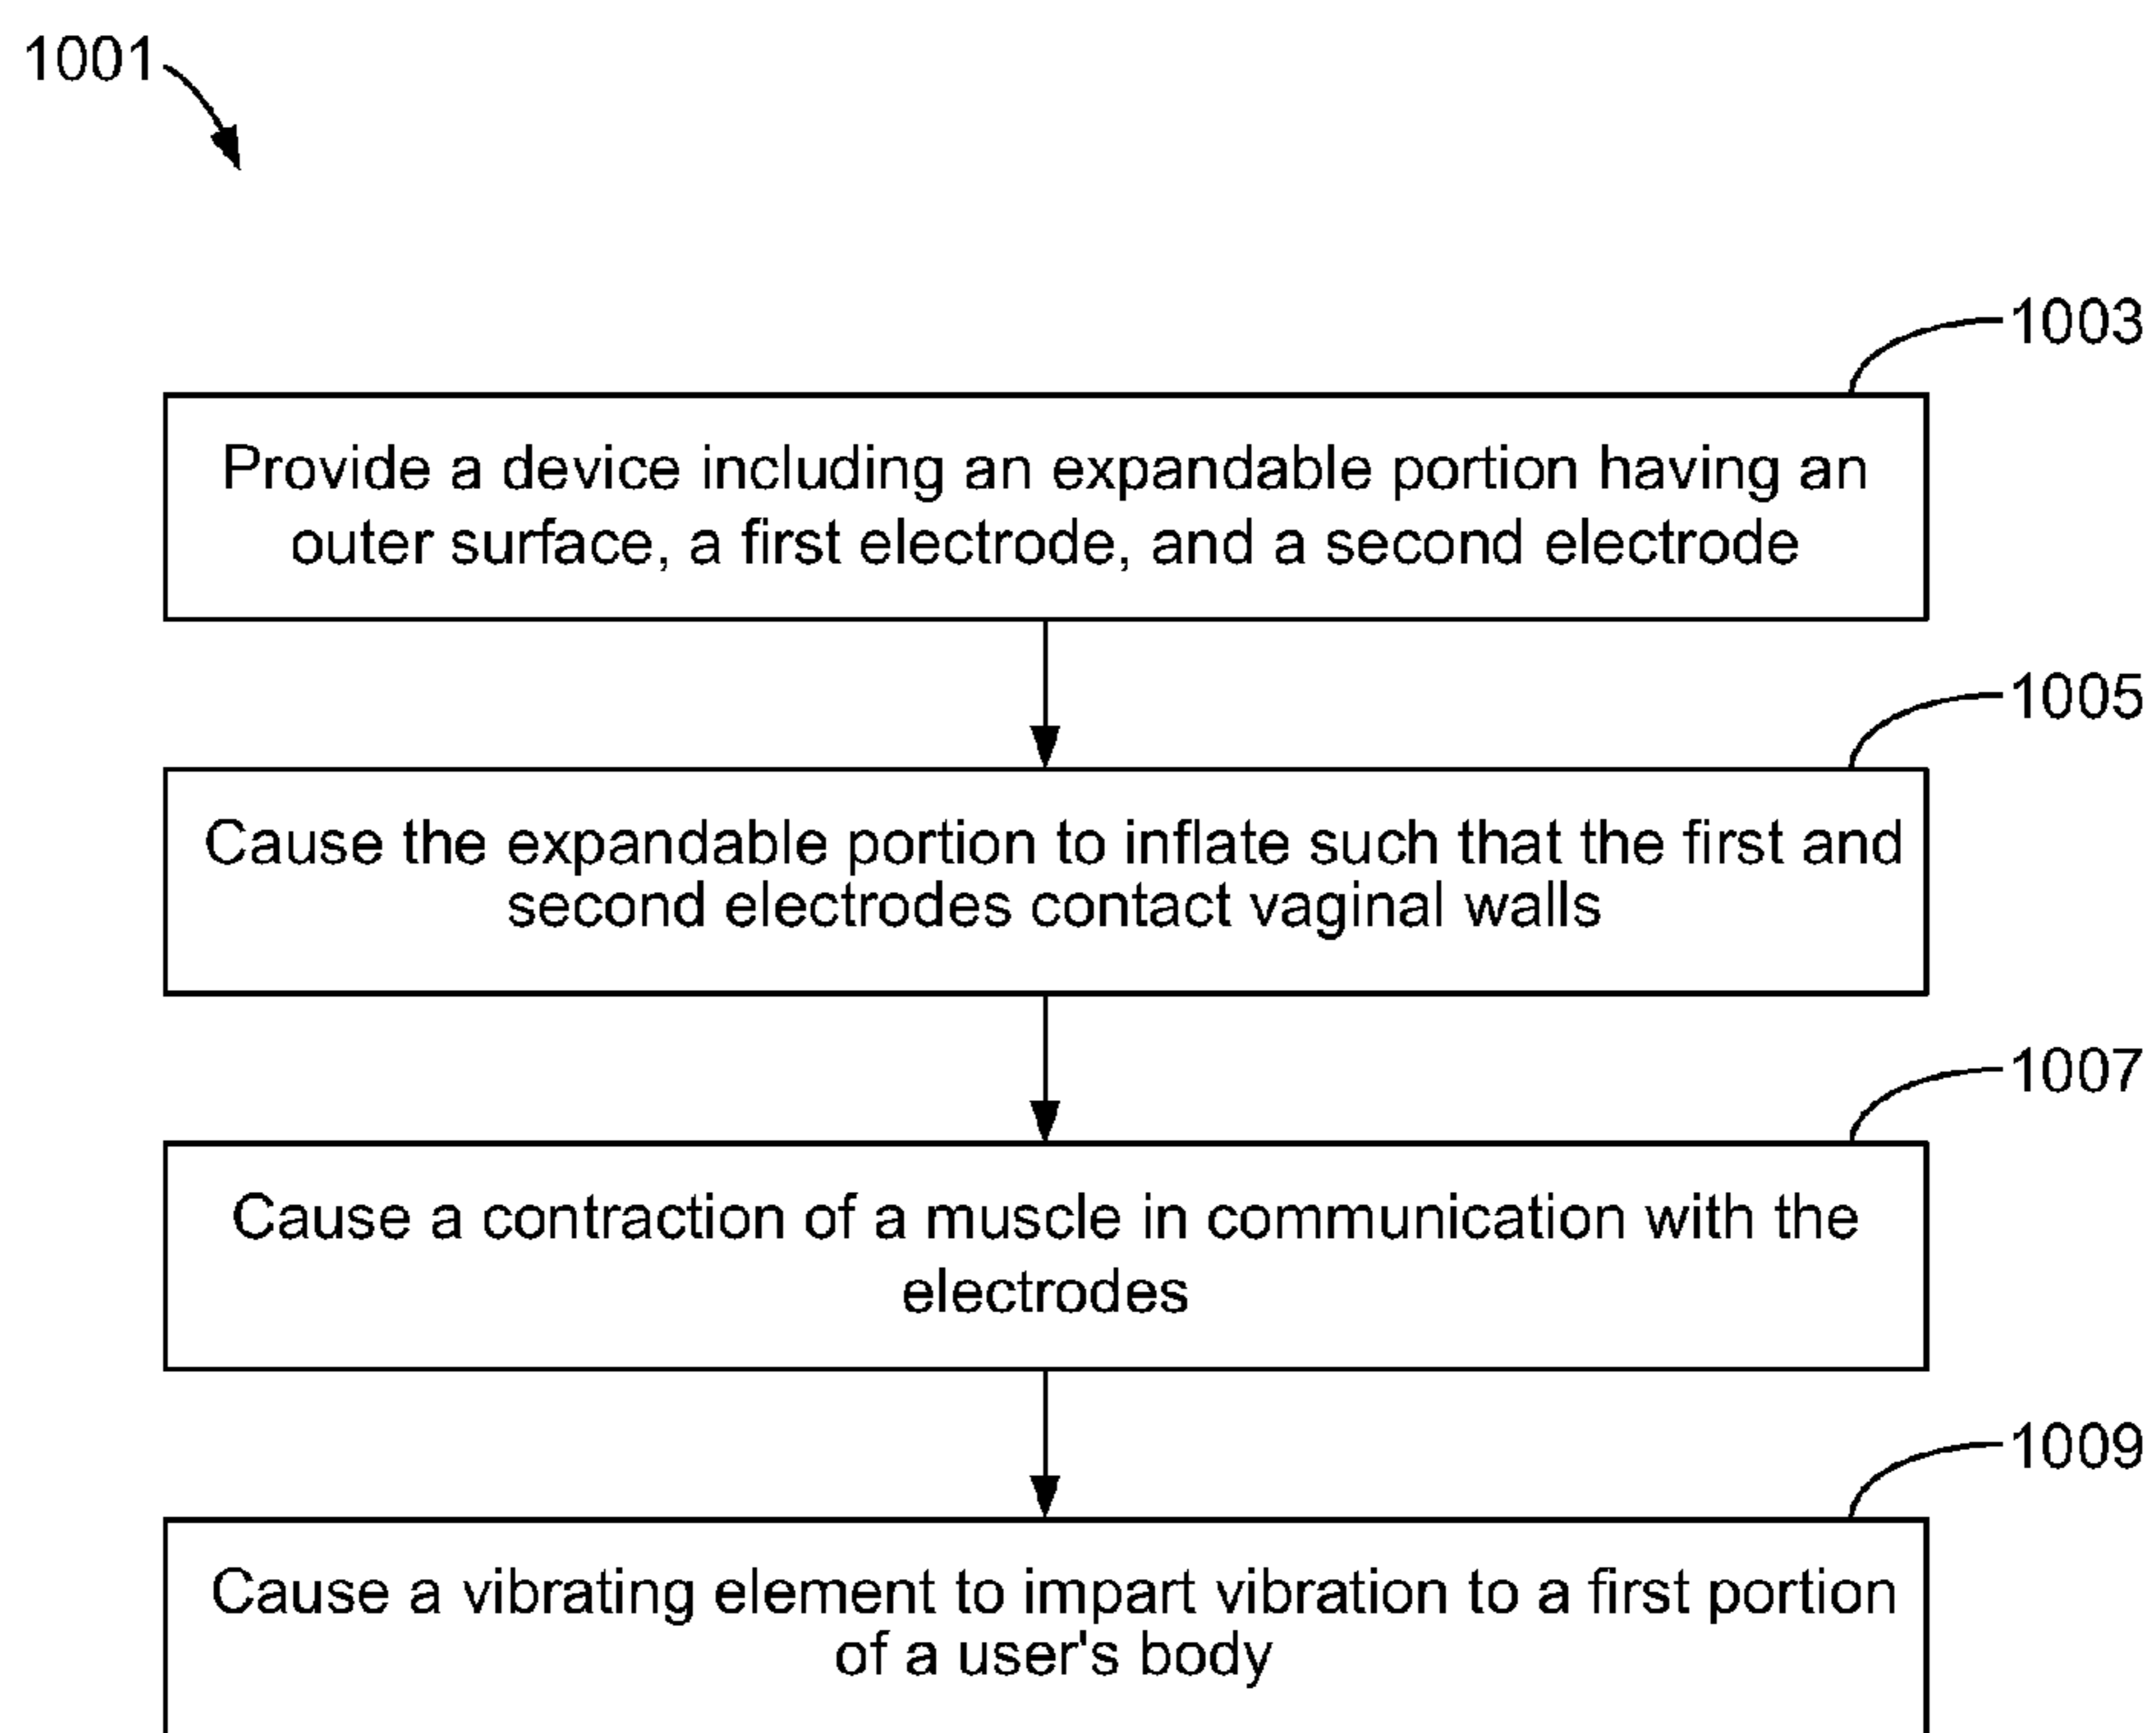 1001
1003
Provide a device including an expandable portion having an
outer surface, a first electrode, and a second electrode
1005
Cause the expandable portion to inflate such that the first and
second electrodes contact vaginal walls
1007
Cause a contraction of a muscle in communication with the
electrodes
1009
Cause a vibrating element to impart vibration to a first portion
of a user's body